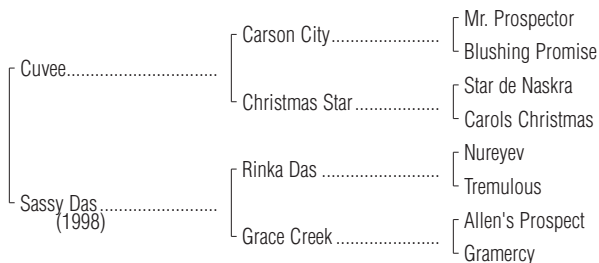 Mr. Prospector
Carson City..................
Blushing Promise
Cuvee.........................
Star de Naskra
Christmas Star..............
Carols Christmas
Nureyev
Rinka Das ....................
Tremulous
Sassy Das....................
(1998)
Allen's Prospect
Grace Creek.................
Gramercy